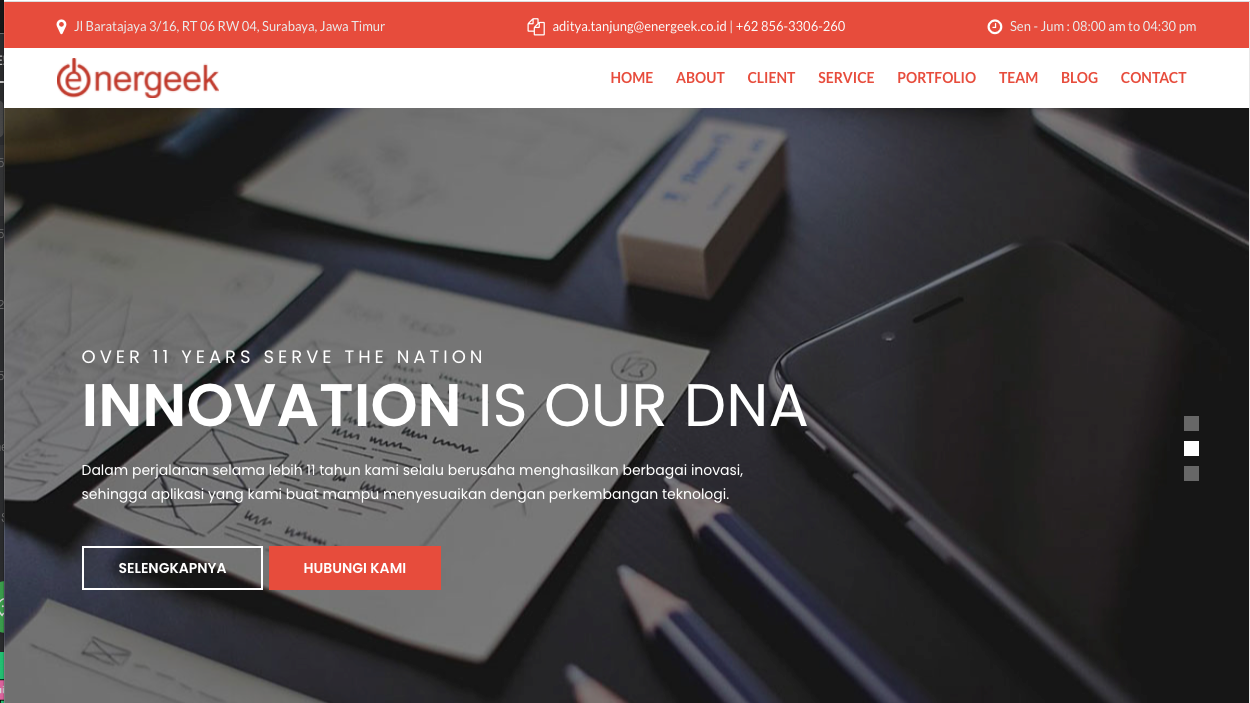 Jl Baratajaya 3/16, RT 06 RW 04, Surabaya, Jawa Timur
aditya.tanjung@energeek.co.id | +62 856-3306-260
Sen - Jum : 08:00 am to 04:30 pm
energeek
HOME ABOUT CLIENT SERVICE PORTFOLIO TEAM BLOG CONTACT
OVER 11 YEARS SERVE THE NATION
INNOVATION IS OUR DNA
Dalam perjalanan selama lebih 11 tahun kami selalu berusaha menghasilkan berbagai inovasi,
sehingga aplikasi yang kami buat mampu menyesuaikan dengan perkembangan teknologi.
SELENGKAPNYA
HUBUNGI KAMI